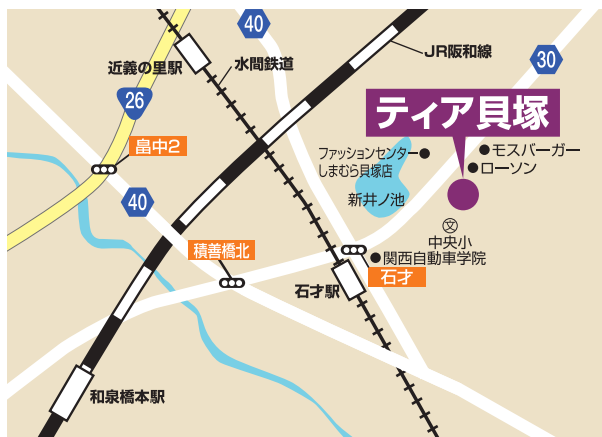 40
JR阪和線
30
近義の里駅
水間鉄道
26
ティア貝塚
畠中2
ファッションセンター
しまむら貝塚店
モスバーガー
ローソン
新井ノ池
40
文
中央小
積善橋北
関西自動車学院
石才
石才駅
和泉橋本駅